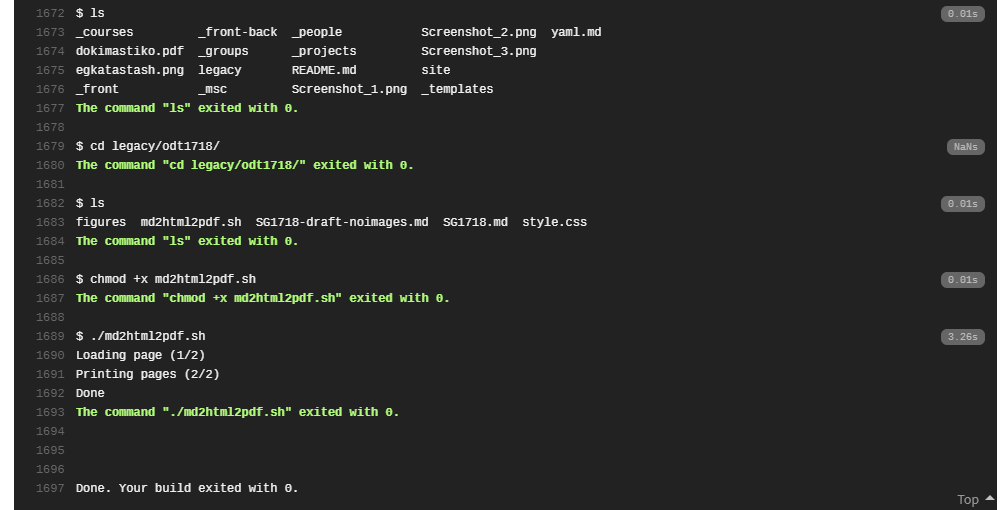 1672 $ ls 0.01s
1673 _courses _front-back _people Screenshot_2.png yaml.md
1674 dokimastiko.pdf _groups _projects Screenshot_3.png
1675 egkatastash.png legacy README.md site
1676 _front _msc Screenshot_1.png _templates
1677 The command "ls" exited with 0.
1678
1679 $ cd legacy/odt1718/ NaNs
1680 The command "cd legacy/odt1718/" exited with 0.
1681
1682 $ ls 0.01s
1683 figures md2html2pdf.sh SG1718-draft-noimages.md SG1718.md style.css
1684 The command "ls" exited with 0.
1685
1686 $ chmod +x md2html2pdf.sh 0.01s
1687 The command "chmod +x md2html2pdf.sh" exited with 0.
1688
1689 $ ./md2html2pdf.sh 3.26s
1690 Loading page (1/2)
1691 Printing pages (2/2)
1692 Done
1693 The command "./md2html2pdf.sh" exited with 0.
1694
1695
1696
1697 Done. Your build exited with 0.
Top